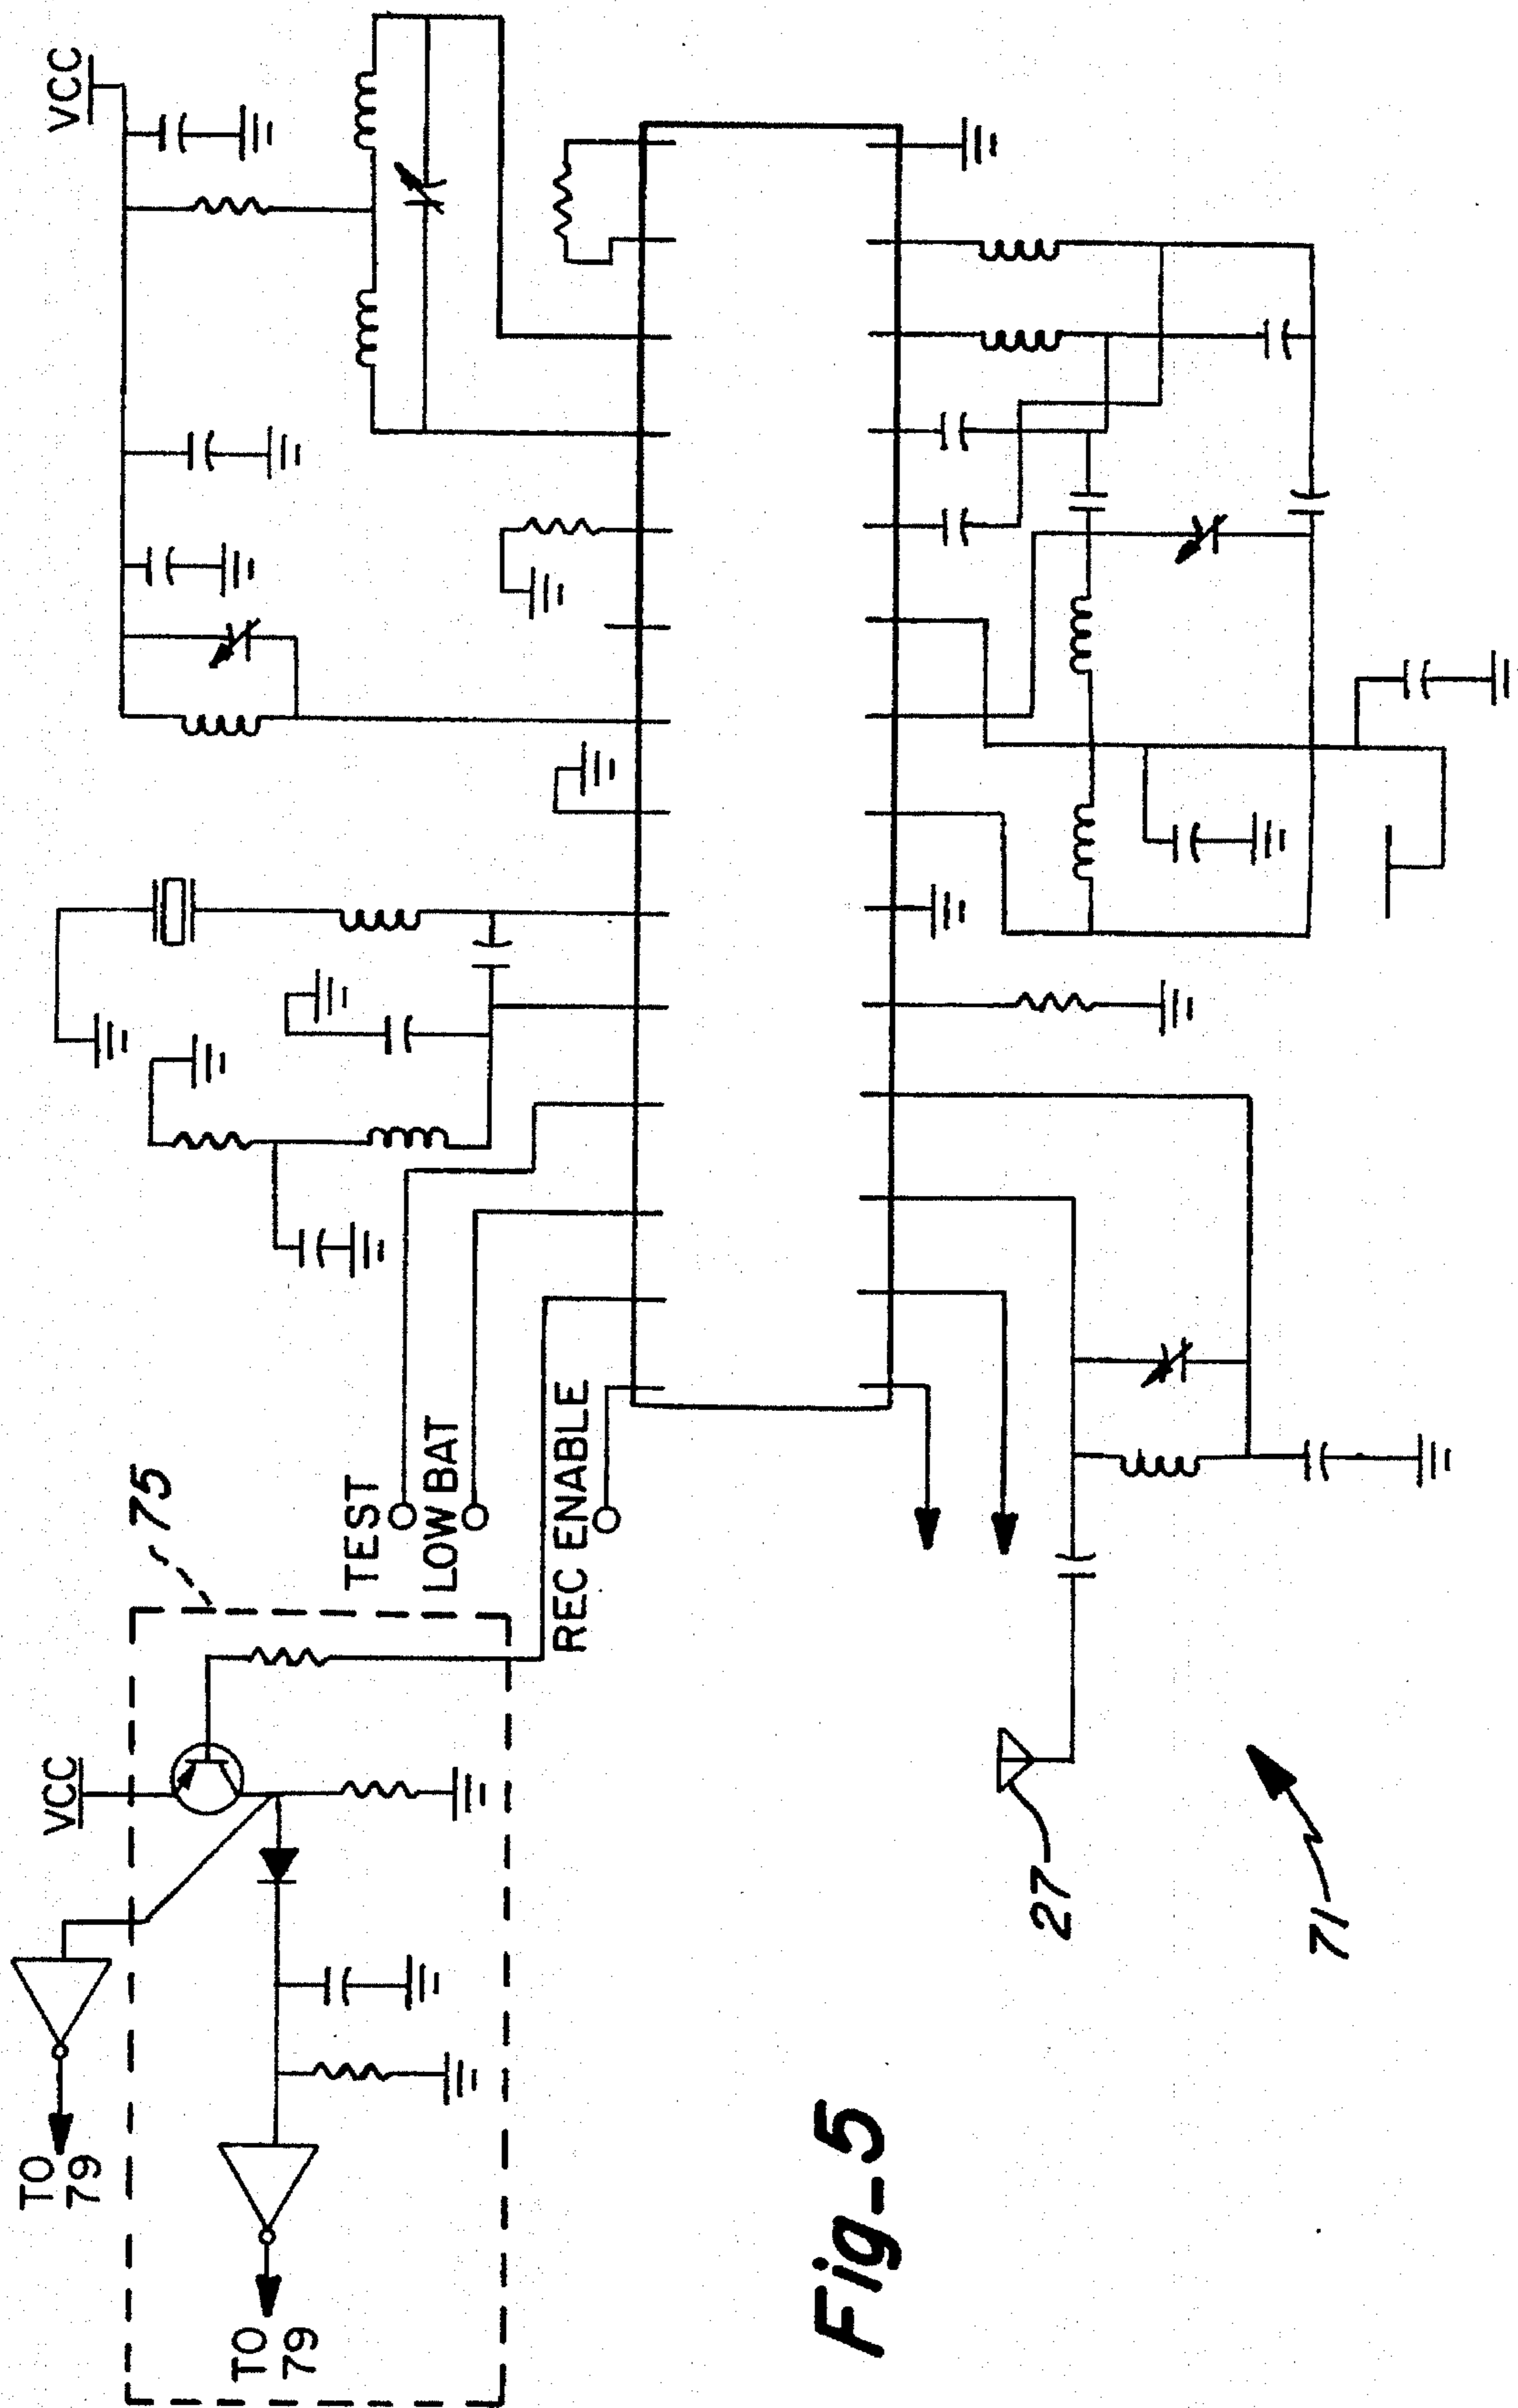 VCC
75
TEST
LOW BAT
REC ENABLE
VCC
TO
79
TO
79
27
71
Fig_5